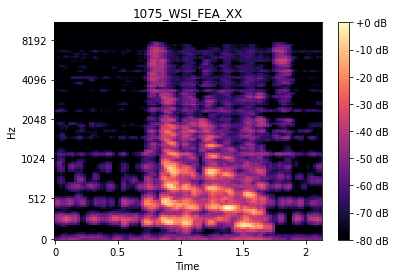 1075_WSI_FEA_XX
Hz
8192
4096
2048
1024
512
0
0
0.5
1
1.5
2
Time
+0 dB
-10 dB
-20 dB
-30 dB
-40 dB
-50 dB
-60 dB
-70 dB
-80 dB